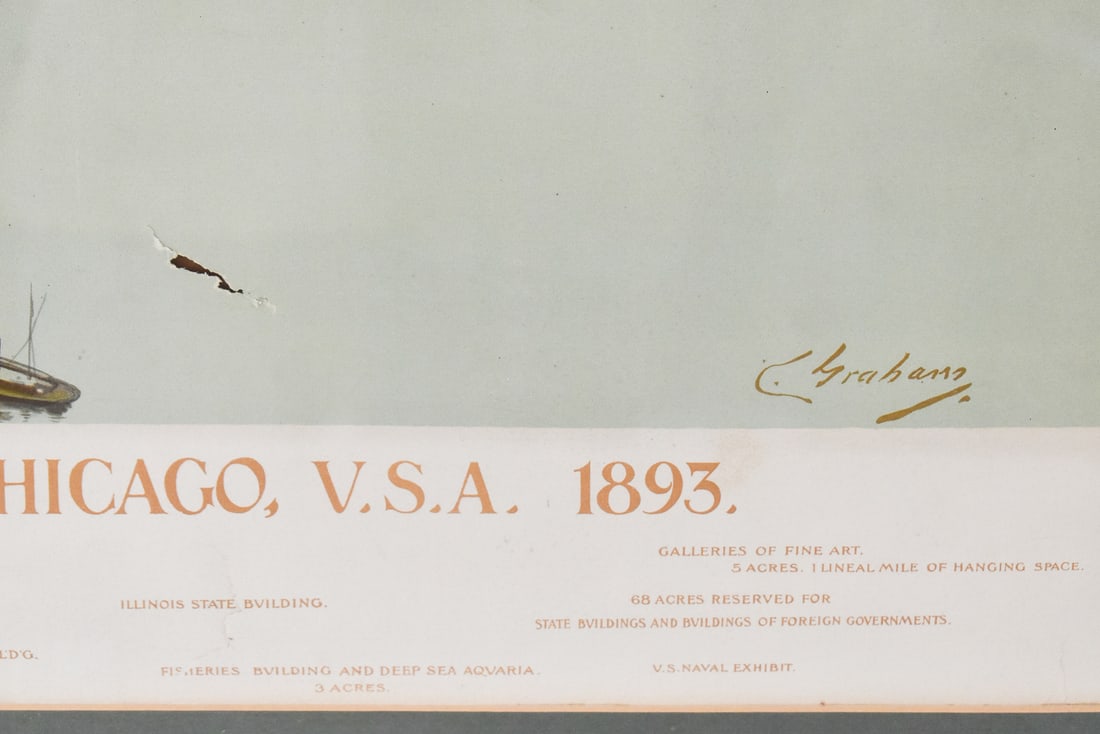 C. Graham
HICAGO, V.S.A. 1893.
GALLERIES OF FINE ART.
5 ACRES. 1 LINEAL MILE OF HANGING SPACE.
ILLINOIS STATE BVILDING.
68 ACRES RESERVED FOR
STATE BVILDINGS AND BVILDINGS OF FOREIGN GOVERNMENTS.
L'D'G.
FISHERIES BVILDING AND DEEP SEA AQVARIA.
3 ACRES.
V.S. NAVAL EXHIBIT.